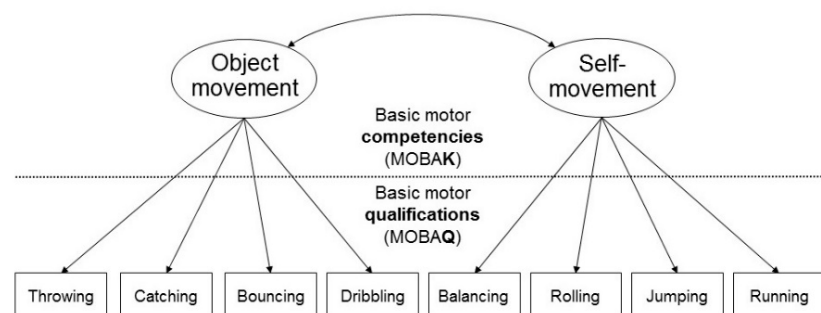 Object
movement
Self-
movement
Basic motor
competencies
(MOBAK)
Basic motor
qualifications
(MOBAQ)
Throwing
Catching
Bouncing
Dribbling
Balancing
Rolling
Jumping
Running